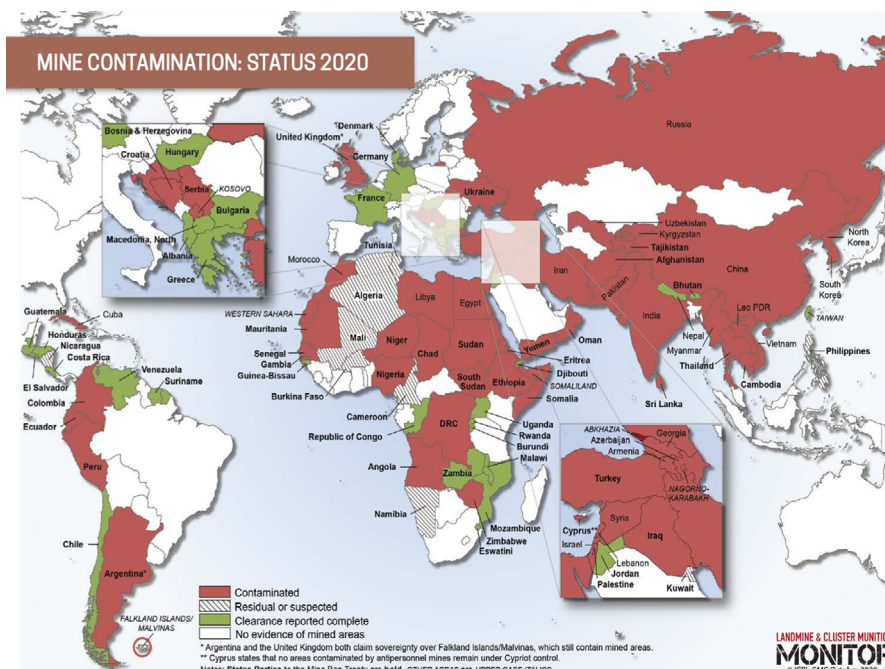 MINE CONTAMINATION: STATUS 2020
Bosnia & Herzegovina
Croatia
Hungary
Serbia
KOSOVO
Bulgaria
Macedonia, North
Albania
Greece
Denmark
United Kingdom*
Germany
France
Ukraine
Russia
Tunisia
Morocco
Algeria
Libya
Egypt
WESTERN SAHARA
Mauritania
Mali
Niger
Chad
Sudan
Senegal
Gambia
Guinea-Bissau
Burkina Faso
Nigeria
South
Sudan
Ethiopia
Cameroon
Republic of Congo
DRC
Angola
Zambia
Namibia
Uganda
Rwanda
Burundi
Malawi
Mozambique
Zimbabwe
Eswatini
Yemen
Oman
Eritrea
Djibouti
SOMALILAND
Somalia
Iran
Uzbekistan
Kyrgyzstan
Tajikistan
Afghanistan
Pakistan
China
North
Korea
South
Korea
Bhutan
TAIWAN
India
Nepal
Myanmar
Lao PDR
Vietnam
Thailand
Cambodia
Philippines
Sri Lanka
Guatemala
Cuba
Honduras
Nicaragua
Costa Rica
El Salvador
Colombia
Ecuador
Venezuela
Suriname
Peru
Chile
Argentina*
FALKLAND ISLANDS/
MALVINAS
ABKHAZIA
Georgia
Azerbaijan
Armenia
Turkey
NAGORNO-
KARABAKH
Syria
Cyprus**
Iraq
Israel
Lebanon
Jordan
Palestine
Kuwait
Contaminated
Residual or suspected
Clearance reported complete
No evidence of mined areas
* Argentina and the United Kingdom both claim sovereignty over Falkland Islands/Malvinas, which still contain mined areas.
** Cyprus states that no areas contaminated by antipersonnel mines remain under Cypriot control.
LANDMINE & CLUSTER MUNITIO
MONITO